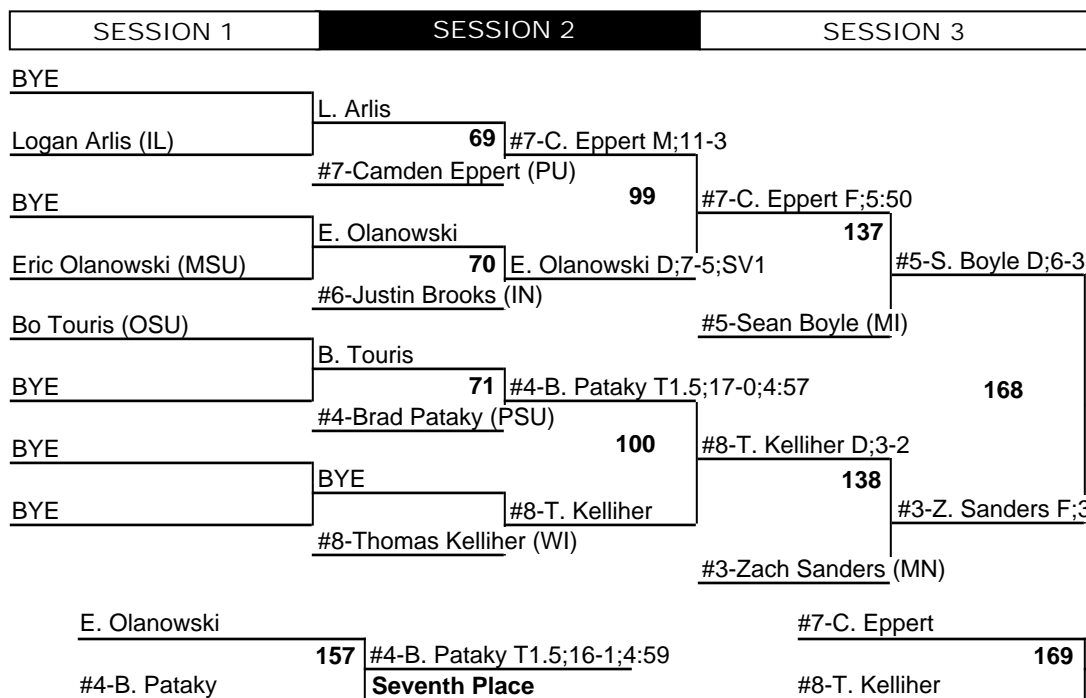 SESSION 1 SESSION 2 SESSION 3
BYE
L. Arlis
Logan Arlis (IL) 69 #7-C. Eppert M;11-3
#7-Camden Eppert (PU)
BYE 99 #7-C. Eppert F;5:50
E. Olanowski 137
Eric Olanowski (MSU) 70 E. Olanowski D;7-5;SV1 #5-S. Boyle D;6-3
#6-Justin Brooks (IN)
Bo Touris (OSU) #5-Sean Boyle (MI)
B. Touris
BYE 71 #4-B. Pataky T1.5;17-0;4:57 168
#4-Brad Pataky (PSU)
BYE 100 #8-T. Kelliher D;3-2
BYE 138
BYE #8-T. Kelliher #3-Z. Sanders F;3
#8-Thomas Kelliher (WI)
#3-Zach Sanders (MN)
E. Olanowski #7-C. Eppert
157 #4-B. Pataky T1.5;16-1;4:59 169
#4-B. Pataky Seventh Place #8-T. Kelliher